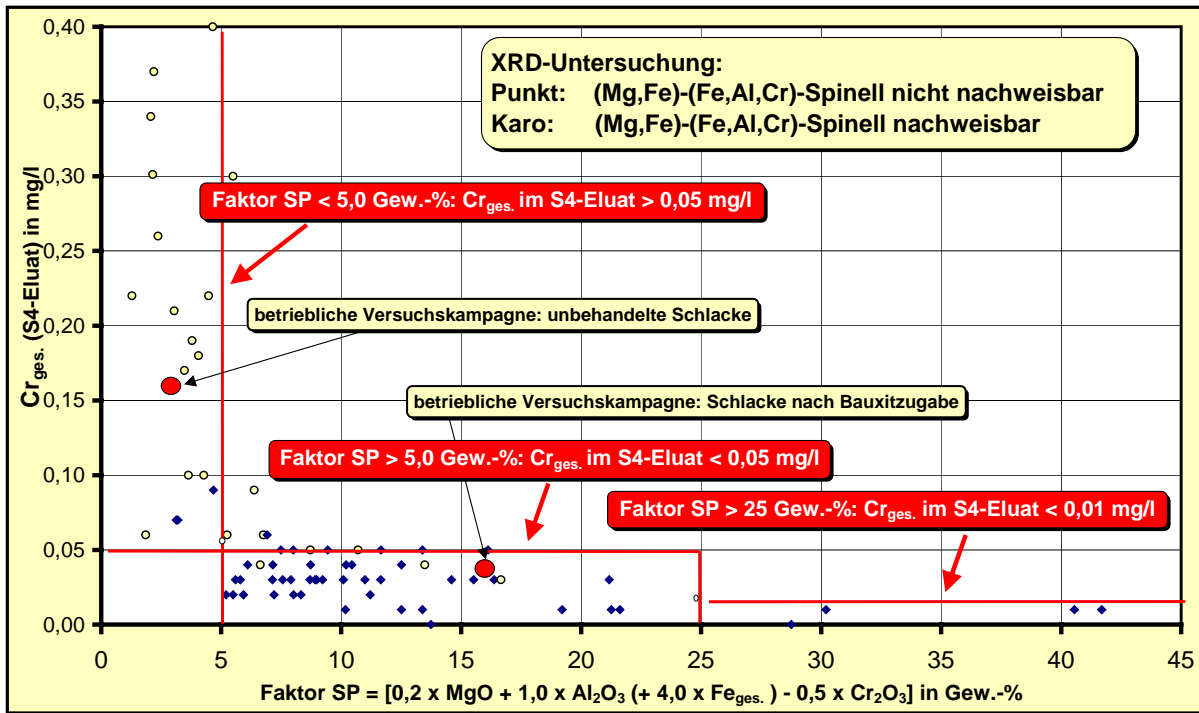 XRD-Untersuchung:
Punkt: (Mg,Fe)-(Fe,Al,Cr)-Spinell nicht nachweisbar
Karo: (Mg,Fe)-(Fe,Al,Cr)-Spinell nachweisbar
Faktor SP < 5,0 Gew.-%: Crges. im S4-Eluat > 0,05 mg/l
betriebliche Versuchskampagne: unbehandelte Schlacke
betriebliche Versuchskampagne: Schlacke nach Bauxitzugabe
Faktor SP > 5,0 Gew.-%: Crges. im S4-Eluat < 0,05 mg/l
Faktor SP > 25 Gew.-%: Crges. im S4-Eluat < 0,01 mg/l
Crges. (S4-Eluat) in mg/l
0,40
0,35
0,30
0,25
0,20
0,15
0,10
0,05
0,00
0 5 10 15 20 25 30 35 40 45
Faktor SP = [0,2 x MgO + 1,0 x Al2O3 (+ 4,0 x Feges. ) - 0,5 x Cr2O3] in Gew.-%